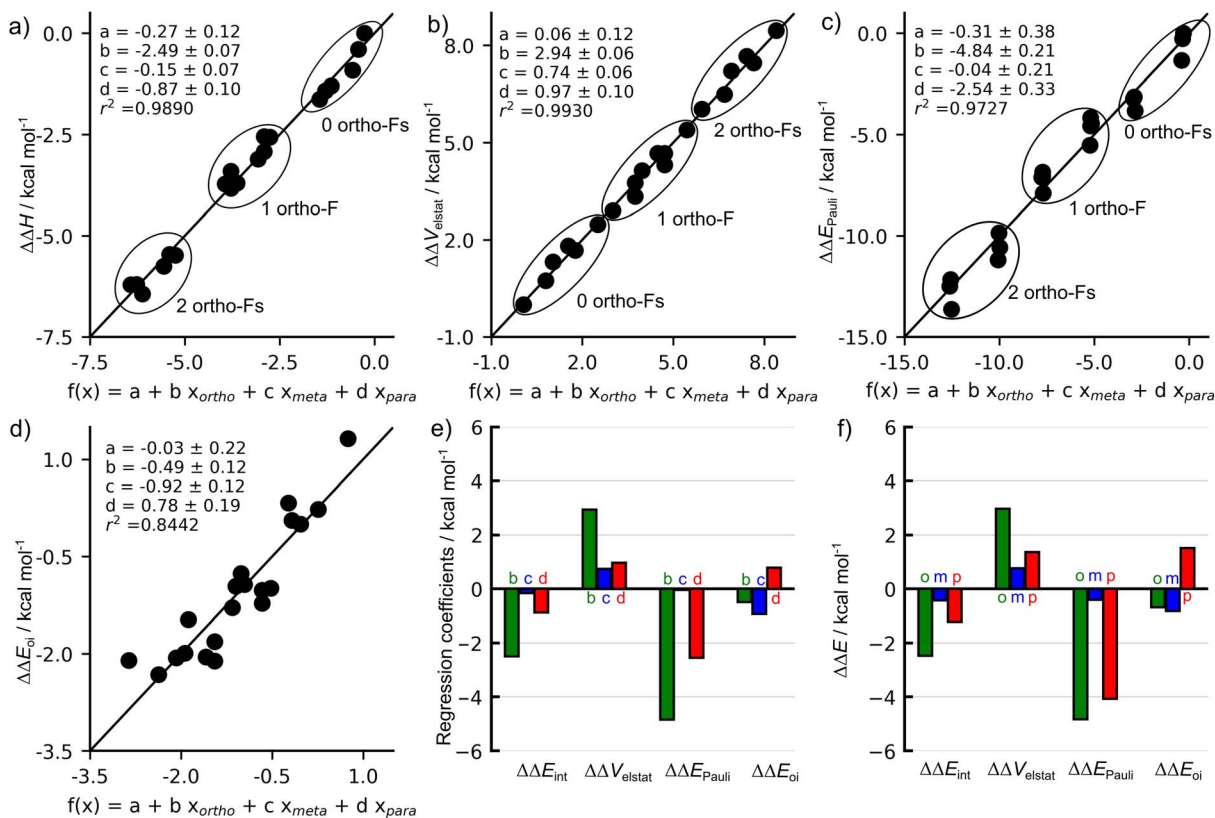 a)
a = -0.27 ± 0.12
b = -2.49 ± 0.07
c = -0.15 ± 0.07
d = -0.87 ± 0.10
r² =0.9890
0 ortho-Fs
1 ortho-F
2 ortho-Fs
0.0
-2.5
-5.0
-7.5
ΔΔH / kcal mol⁻¹
-7.5 -5.0 -2.5 0.0
f(x) = a + b x_ortho + c x_meta + d x_para
b)
a = 0.06 ± 0.12
b = 2.94 ± 0.06
c = 0.74 ± 0.06
d = 0.97 ± 0.10
r² =0.9930
2 ortho-Fs
1 ortho-F
0 ortho-Fs
8.0
5.0
2.0
-1.0
ΔΔV_elstat / kcal mol⁻¹
-1.0 2.0 5.0 8.0
f(x) = a + b x_ortho + c x_meta + d x_para
c)
a = -0.31 ± 0.38
b = -4.84 ± 0.21
c = -0.04 ± 0.21
d = -2.54 ± 0.33
r² =0.9727
0 ortho-Fs
1 ortho-F
2 ortho-Fs
0.0
-5.0
-10.0
-15.0
ΔΔE_Pauli / kcal mol⁻¹
-15.0 -10.0 -5.0 0.0
f(x) = a + b x_ortho + c x_meta + d x_para
d)
a = -0.03 ± 0.22
b = -0.49 ± 0.12
c = -0.92 ± 0.12
d = 0.78 ± 0.19
r² =0.8442
1.0
-0.5
-2.0
-3.5
ΔΔE_oi / kcal mol⁻¹
-3.5 -2.0 -0.5 1.0
f(x) = a + b x_ortho + c x_meta + d x_para
e)
6
4
2
0
−2
−4
−6
Regression coefficients / kcal mol⁻¹
b c d
b c d
b c d
b c
d
ΔΔE_int ΔΔV_elstat ΔΔE_Pauli ΔΔE_oi
f)
6
4
2
0
−2
−4
−6
ΔΔE / kcal mol⁻¹
o m p
o m p
o m p
o m
p
ΔΔE_int ΔΔV_elstat ΔΔE_Pauli ΔΔE_oi